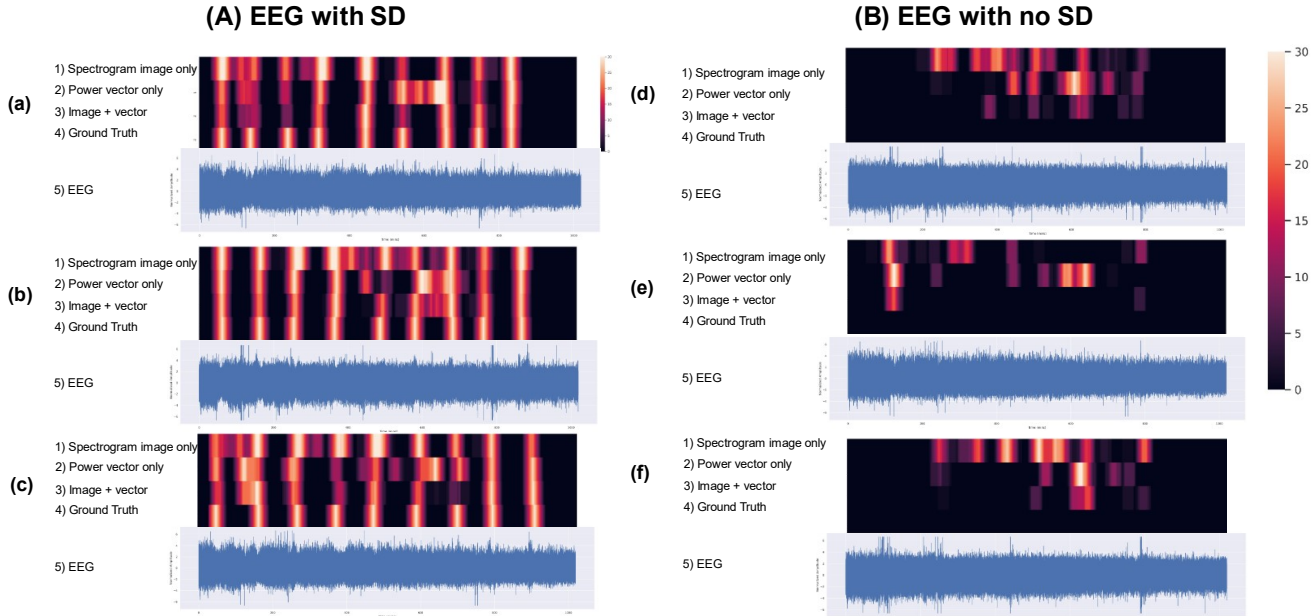 (A) EEG with SD
(B) EEG with no SD
(a)
1) Spectrogram image only
2) Power vector only
3) Image + vector
4) Ground Truth
5) EEG
(b)
1) Spectrogram image only
2) Power vector only
3) Image + vector
4) Ground Truth
5) EEG
(c)
1) Spectrogram image only
2) Power vector only
3) Image + vector
4) Ground Truth
5) EEG
(d)
1) Spectrogram image only
2) Power vector only
3) Image + vector
4) Ground Truth
5) EEG
(e)
1) Spectrogram image only
2) Power vector only
3) Image + vector
4) Ground Truth
5) EEG
(f)
1) Spectrogram image only
2) Power vector only
3) Image + vector
4) Ground Truth
5) EEG
30
25
20
15
10
5
0